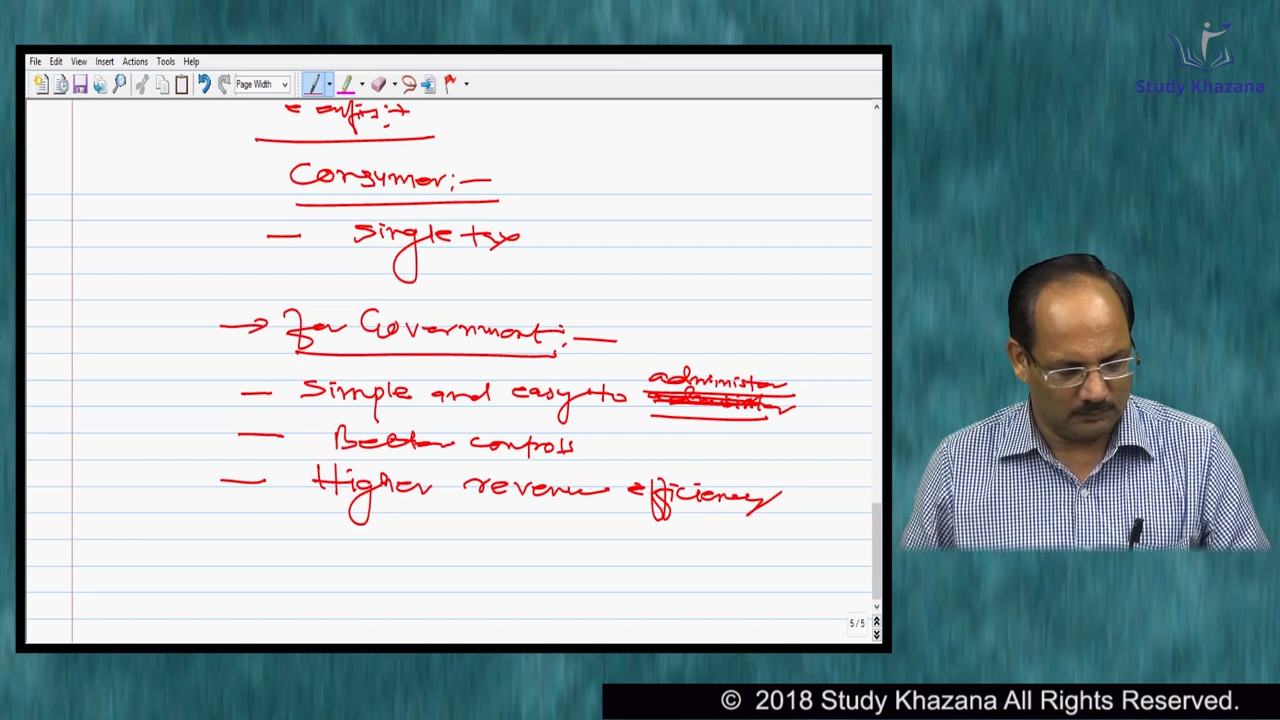 Study Khazana
File Edit View Insert Actions Tools Help
Page Width
Consumer:-
- Single tax
→ for Government:-
- Simple and easy to administer
- Better controls
- Higher revenue efficiency
5/5
© 2018 Study Khazana All Rights Reserved.